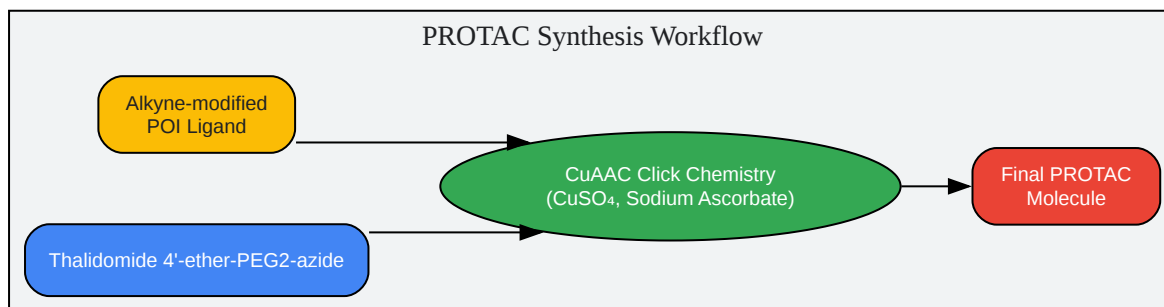 PROTAC Synthesis Workflow
Alkyne-modified
POI Ligand
CuAAC Click Chemistry
(CuSO₄, Sodium Ascorbate)
Final PROTAC
Molecule
Thalidomide 4'-ether-PEG2-azide